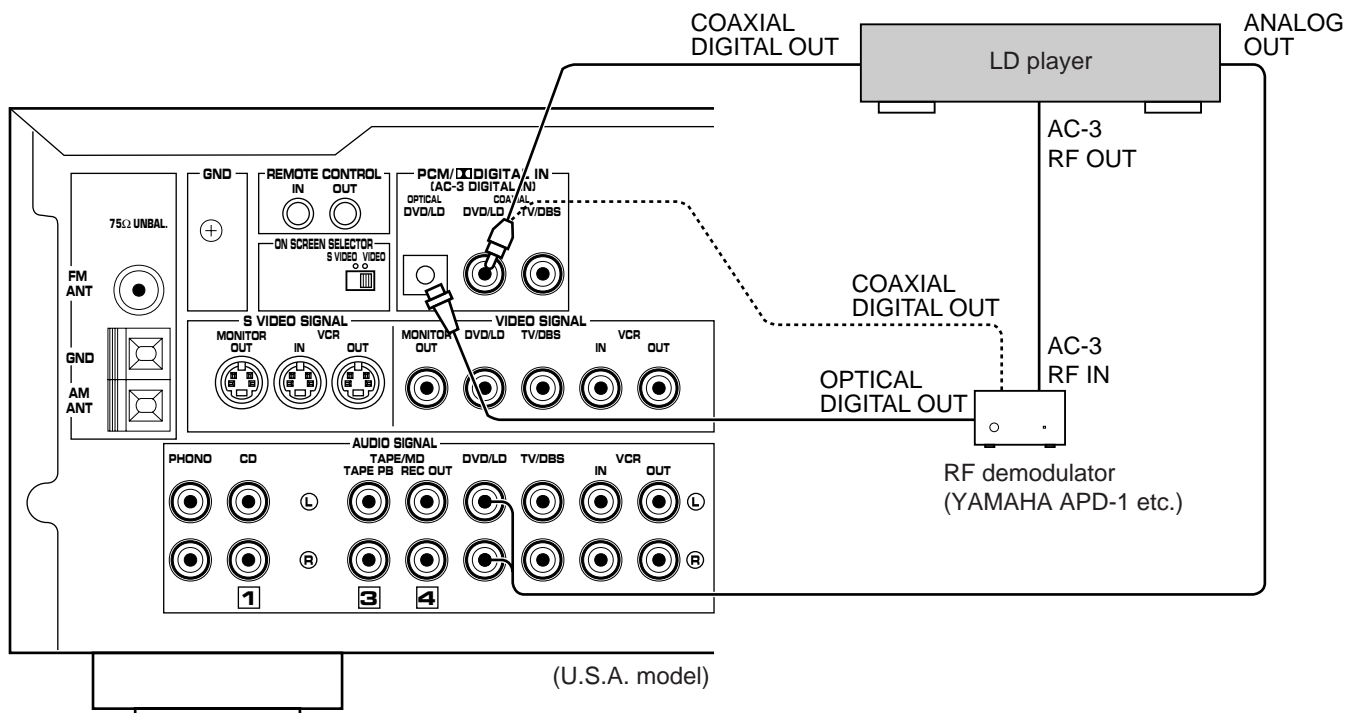 COAXIAL
DIGITAL OUT
ANALOG
OUT
LD player
AC-3
RF OUT
GND
REMOTE CONTROL
IN OUT
PCM/DIGITAL IN
(AC-3 DIGITAL IN)
OPTICAL COAXIAL
DVD/LD DVD/LD TV/DBS
75Ω UNBAL.
ON SCREEN SELECTOR
S VIDEO VIDEO
FM
ANT
COAXIAL
DIGITAL OUT
S VIDEO SIGNAL
MONITOR
OUT
VCR
IN OUT
VIDEO SIGNAL
MONITOR
OUT
DVD/LD TV/DBS
VCR
IN OUT
GND
AM
ANT
AC-3
RF IN
OPTICAL
DIGITAL OUT
AUDIO SIGNAL
PHONO CD
TAPE/MD
TAPE PB REC OUT
DVD/LD TV/DBS
VCR
IN OUT
L L
R R
1 3 4
RF demodulator
(YAMAHA APD-1 etc.)
(U.S.A. model)